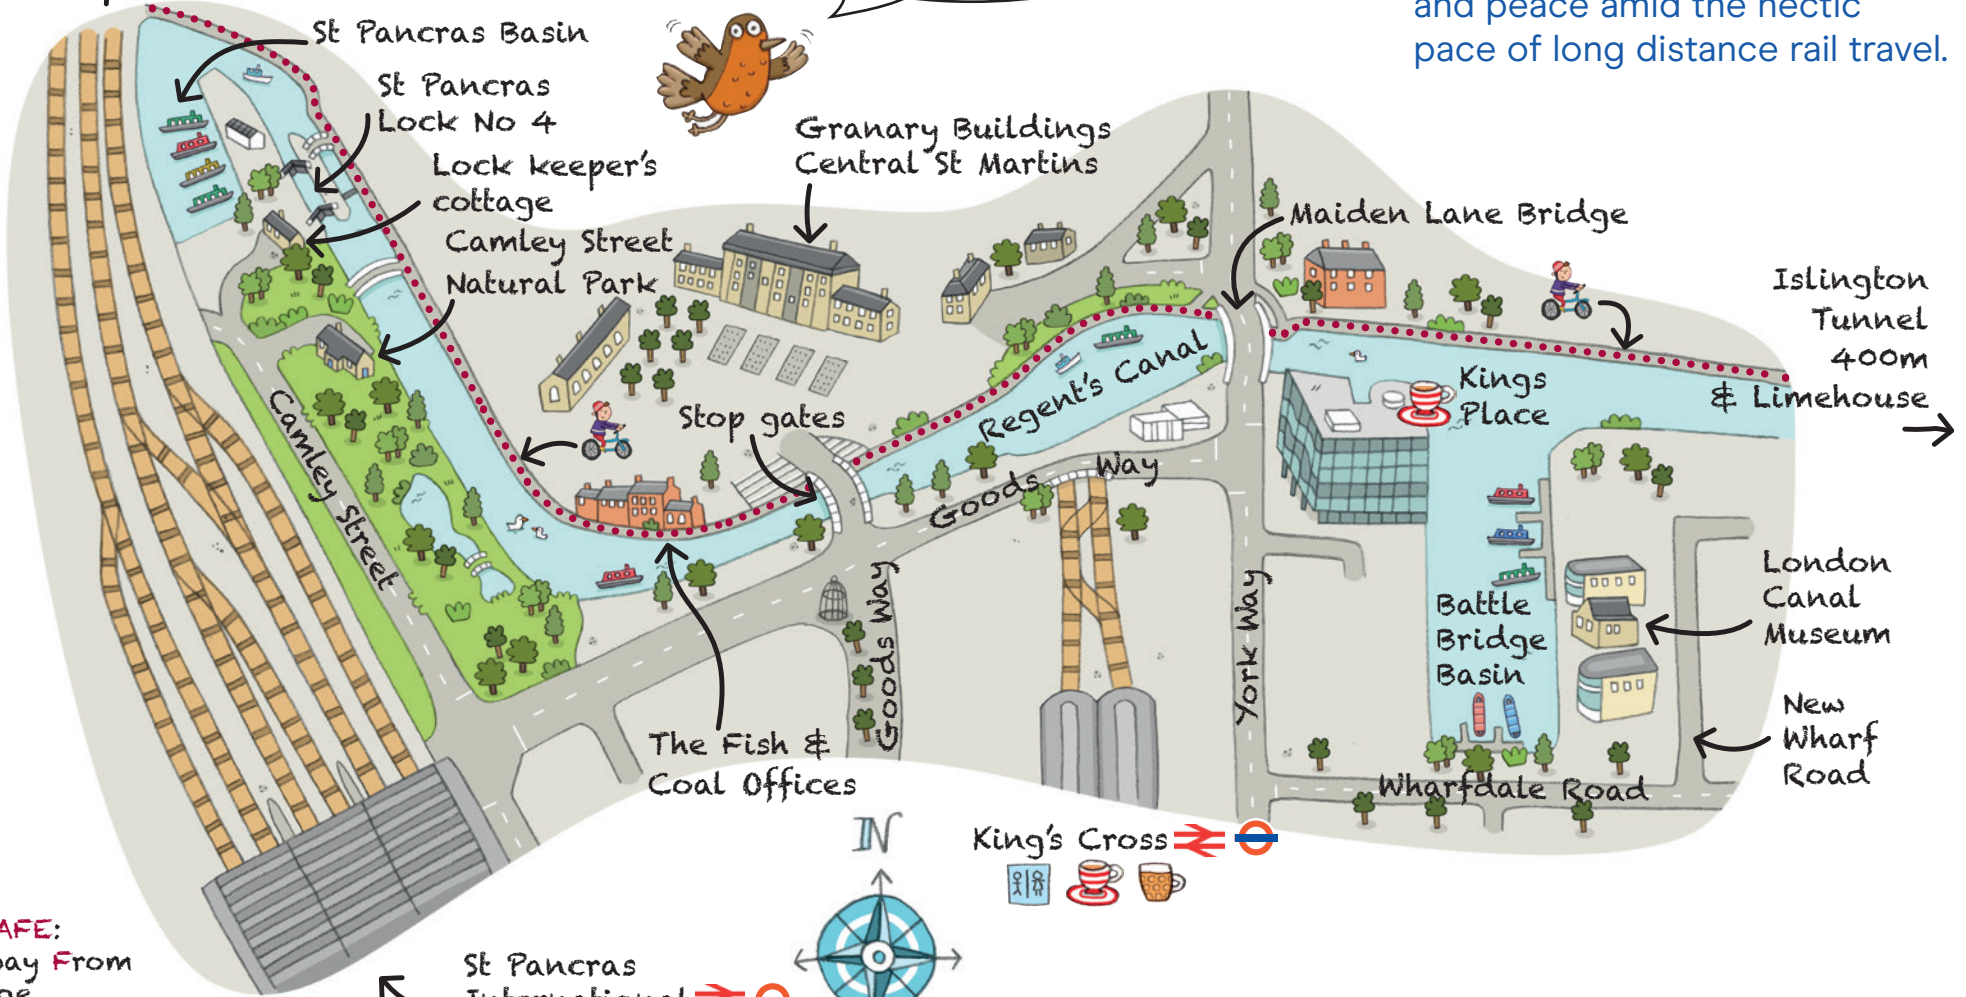 and peace amid the hectic
pace of long distance rail travel.
St Pancras Basin
St Pancras
Lock No 4
Lock keeper's
cottage
Camley Street
Natural Park
Granary Buildings
Central St Martins
Maiden Lane Bridge
Islington
Tunnel
400m
& Limehouse
Kings
Place
Regent's Canal
Stop gates
Goods Way
Camley Street
Goods Way
York Way
Battle
Bridge
Basin
London
Canal
Museum
New
Wharf
Road
Wharfdale Road
The Fish &
Coal Offices
King's Cross
N
AFE:
From
St Pancras
International